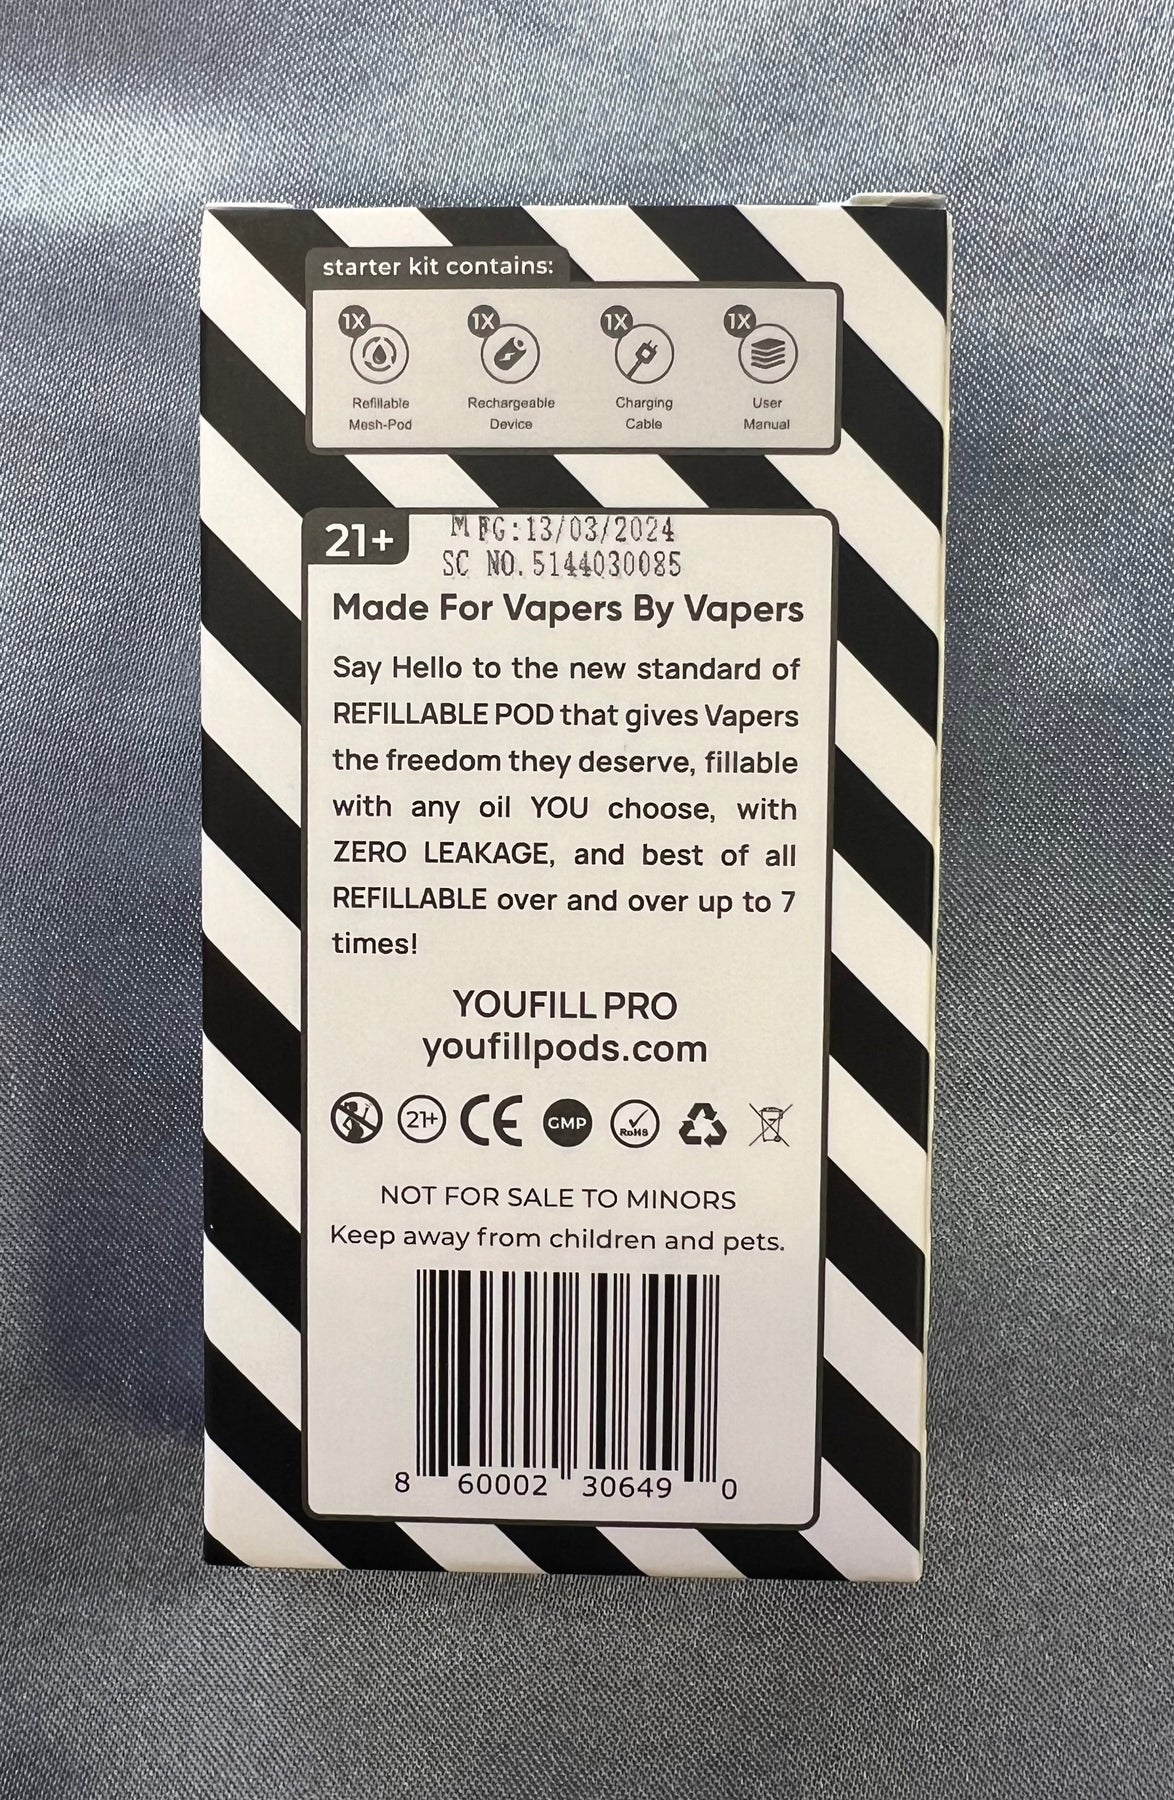 starter kit contains:
1X 1X 1X 1X
Refillable Rechargeable Charging User
Mesh-Pod Device Cable Manual
21+
MFG:13/03/2024
SC NO. 5144030085
Made For Vapers By Vapers
Say Hello to the new standard of
REFILLABLE POD that gives Vapers
the freedom they deserve, fillable
with any oil YOU choose, with
ZERO LEAKAGE, and best of all
REFILLABLE over and over up to 7
times!
YOUFILL PRO
youfillpods.com
21+ CE GMP RoHS
NOT FOR SALE TO MINORS
Keep away from children and pets.
8 60002 30649 0